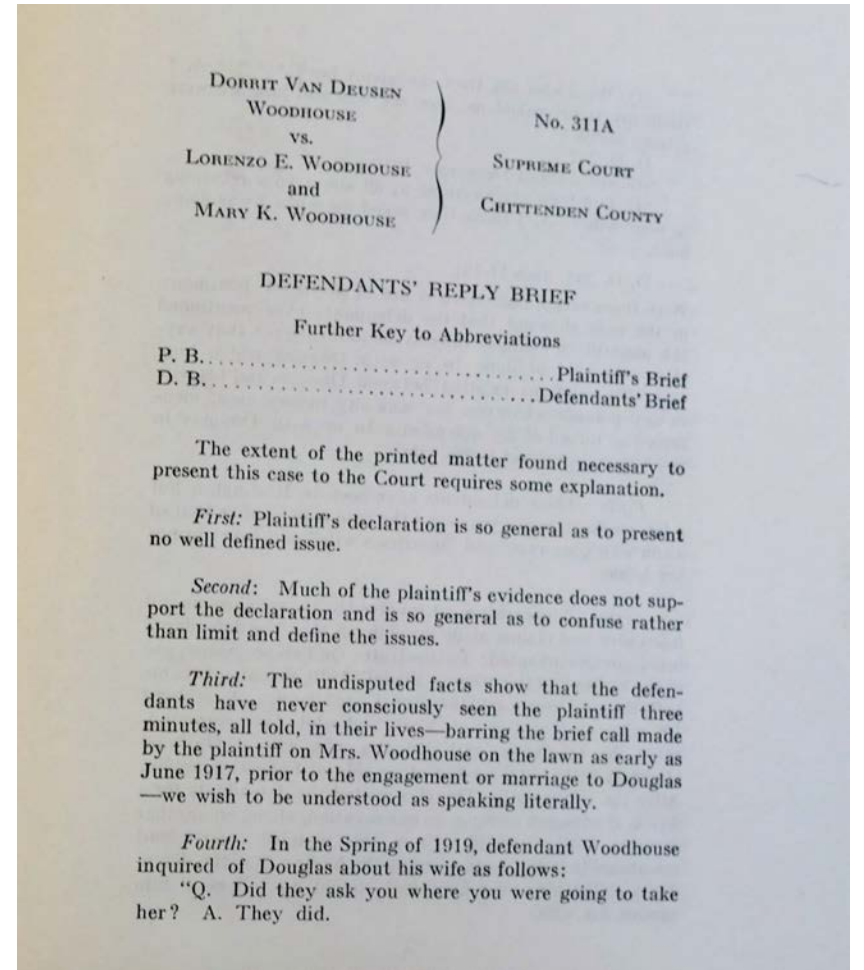 DORRIT VAN DEUSEN
WOODHOUSE
vs.
LORENZO E. WOODHOUSE
and
MARY K. WOODHOUSE
No. 311A
SUPREME COURT
CHITTENDEN COUNTY
DEFENDANTS' REPLY BRIEF
Further Key to Abbreviations
P. B.....................................Plaintiff's Brief
D. B...................................Defendants' Brief
The extent of the printed matter found necessary to
present this case to the Court requires some explanation.
First: Plaintiff's declaration is so general as to present
no well defined issue.
Second: Much of the plaintiff's evidence does not sup-
port the declaration and is so general as to confuse rather
than limit and define the issues.
Third: The undisputed facts show that the defen-
dants have never consciously seen the plaintiff three
minutes, all told, in their lives—barring the brief call made
by the plaintiff on Mrs. Woodhouse on the lawn as early as
June 1917, prior to the engagement or marriage to Douglas
—we wish to be understood as speaking literally.
Fourth: In the Spring of 1919, defendant Woodhouse
inquired of Douglas about his wife as follows:
"Q. Did they ask you where you were going to take
her? A. They did.